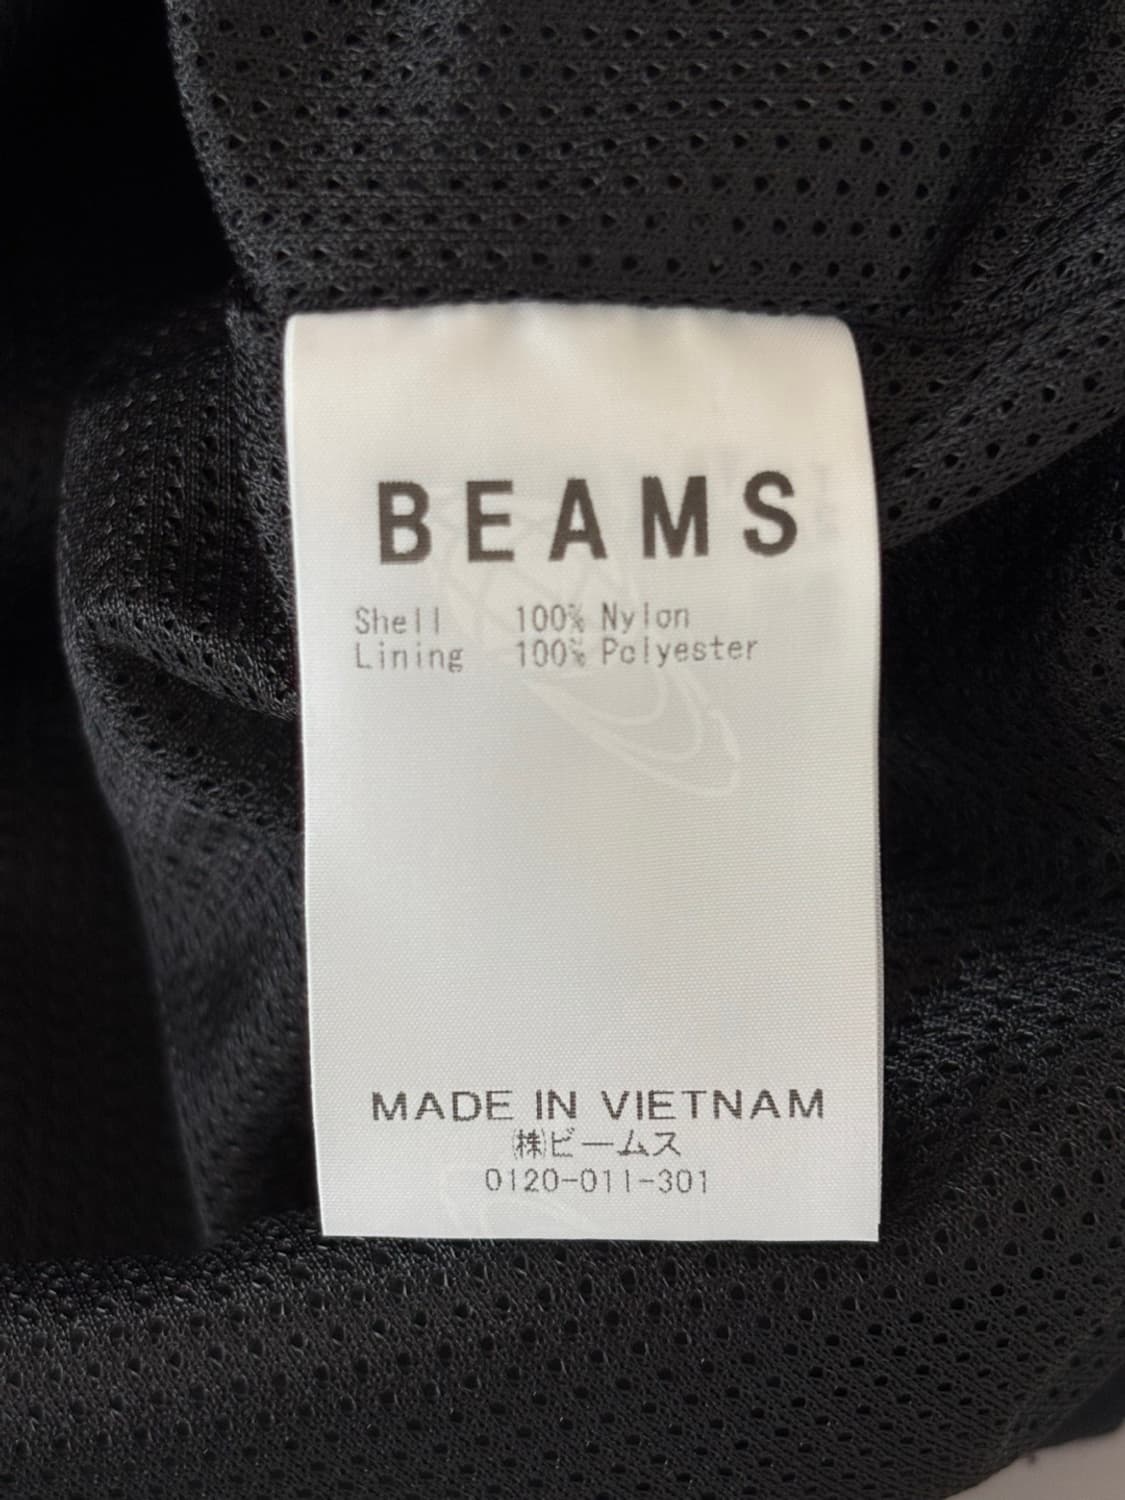 BEAMS
Shell 100% Nylon
Lining 100% Polyester
MADE IN VIETNAM
㈱ビームス
0120-011-301